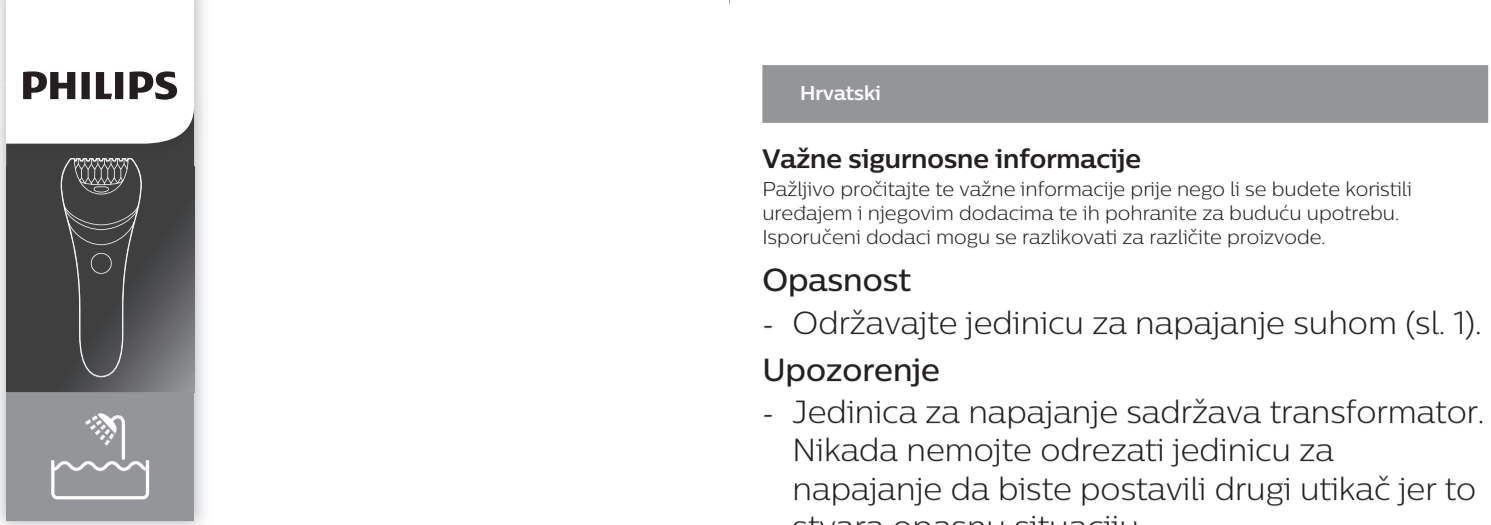 PHILIPS
Hrvatski
Važne sigurnosne informacije
Pažljivo pročitajte te važne informacije prije nego li se budete koristili
uređajem i njegovim dodacima te ih pohranite za buduću upotrebu.
Isporučeni dodaci mogu se razlikovati za različite proizvode.
Opasnost
- Održavajte jedinicu za napajanje suhom (sl. 1).
Upozorenje
- Jedinica za napajanje sadržava transformator.
Nikada nemojte odrezati jedinicu za
napajanje da biste postavili drugi utikač jer to
stvara opasnu situaciju.